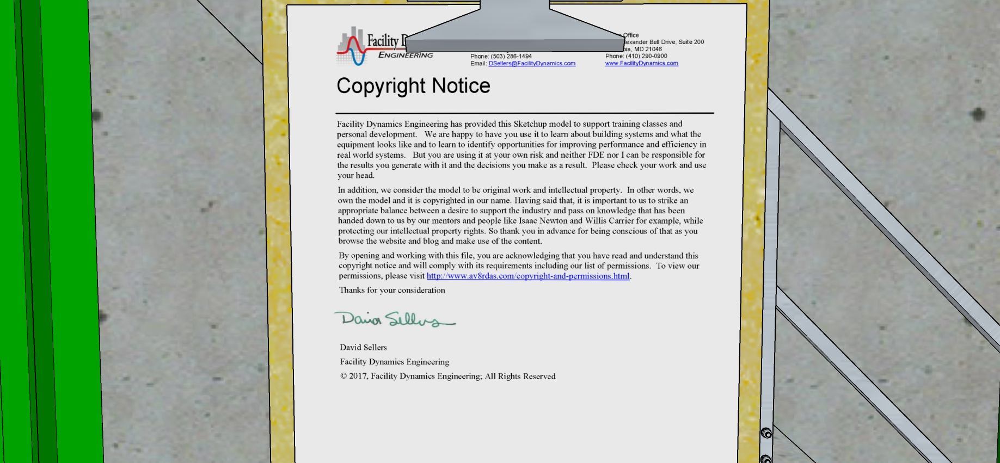 Facility
ENGINEERING
Phone: (503) 286-1494
Email: DSellers@FacilityDynamics.com
Office
Bell Drive, Suite 200
MD 21046
Phone: (410) 290-0900
www.FacilityDynamics.com
Copyright Notice
Facility Dynamics Engineering has provided this Sketchup model to support training classes and
personal development. We are happy to have you use it to learn about building systems and what the
equipment looks like and to learn to identify opportunities for improving performance and efficiency in
real world systems. But you are using it at your own risk and neither FDE nor I can be responsible for
the results you generate with it and the decisions you make as a result. Please check your work and use
your head.
In addition, we consider the model to be original work and intellectual property. In other words, we
own the model and it is copyrighted in our name. Having said that, it is important to us to strike an
appropriate balance between a desire to support the industry and pass on knowledge that has been
handed down to us by our mentors and people like Isaac Newton and Willis Carrier for example, while
protecting our intellectual property rights. So thank you in advance for being conscious of that as you
browse the website and blog and make use of the content.
By opening and working with this file, you are acknowledging that you have read and understand this
copyright notice and will comply with its requirements including our list of permissions. To view our
permissions, please visit http://www.av8rdas.com/copyright-and-permissions.html.
Thanks for your consideration
David Sellers
David Sellers
Facility Dynamics Engineering
© 2017, Facility Dynamics Engineering; All Rights Reserved